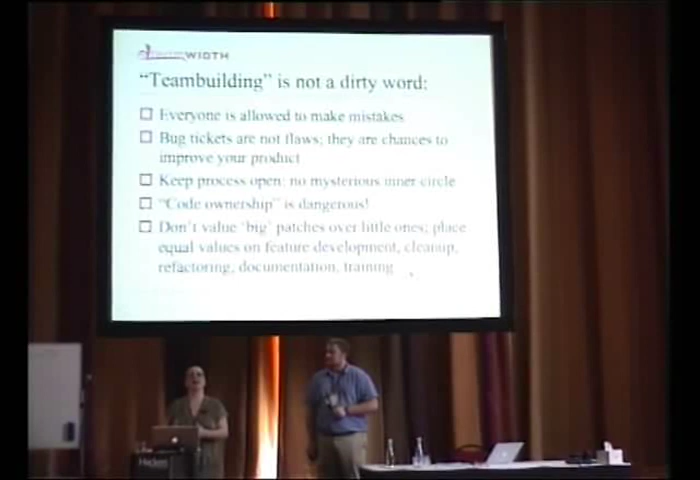 WIDTH
“Teambuilding” is not a dirty word:
Everyone is allowed to make mistakes
Bug tickets are not flaws; they are chances to
improve your product
Keep process open: no mysterious inner circle
“Code ownership” is dangerous!
Don’t value ‘big’ patches over little ones; place
equal values on feature development, cleanup,
refactoring, documentation, training